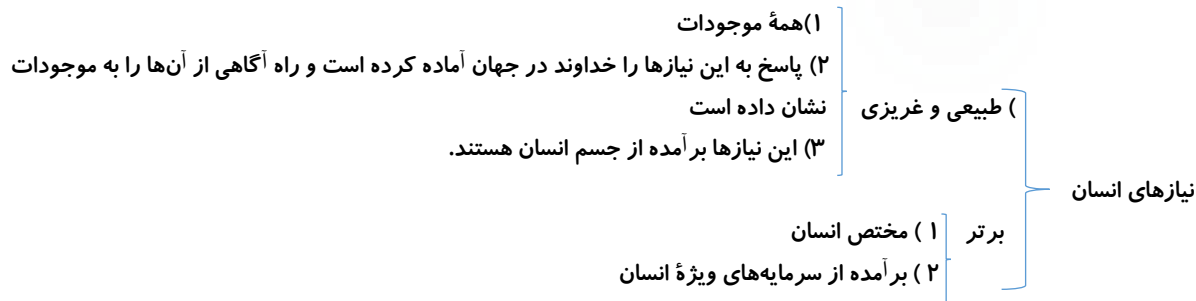 ۱)همهٔ موجودات
۲) پاسخ به این نیازها را خداوند در جهان آماده کرده است و راه آگاهی از آن‌ها را به موجودات
نشان داده است
) طبیعی و غریزی
۳) این نیازها برآمده از جسم انسان هستند.
نیازهای انسان
برتر
۱ ) مختص انسان
۲ ) برآمده از سرمایه‌های ویژهٔ انسان